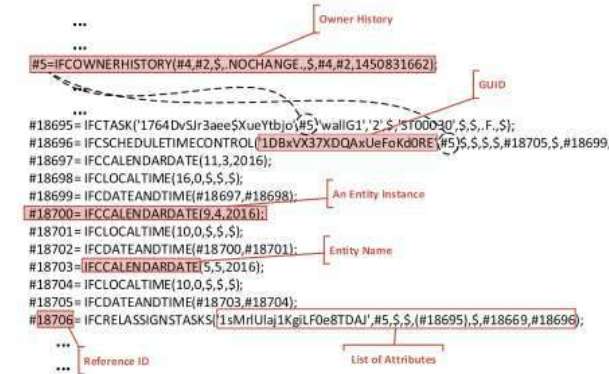 ...
Owner History
...
#5=IFCOWNERHISTORY(#4,#2,$,.NOCHANGE.,$,#4,#2,1450831662);
...
GUID
...
#18695= IFCTASK('1764DvSJr3aee$XueYtbjo',#5,'wallG1','2',$,'ST00030',$,$,.F.,$);
#18696= IFCSCHEDULETIMECONTROL('1DBxVX37XDQAxUeFoKd0RE',#5,$,$,$,$,#18705,$,#18699,
#18697= IFCCALENDARDATE(11,3,2016);
#18698= IFCLOCALTIME(16,0,$,$,$);
#18699= IFCDATEANDTIME(#18697,#18698);
An Entity Instance
#18700= IFCCALENDARDATE(9,4,2016);
#18701= IFCLOCALTIME(10,0,$,$,$);
#18702= IFCDATEANDTIME(#18700,#18701);
Entity Name
#18703= IFCCALENDARDATE(5,5,2016);
#18704= IFCLOCALTIME(10,0,$,$,$);
#18705= IFCDATEANDTIME(#18703,#18704);
#18706= IFCRELASSIGNSTASKS('1sMrlUlaj1KgiLF0e8TDAJ',#5,$,$,(#18695),$,#18669,#18696);
...
Reference ID
List of Attributes
...